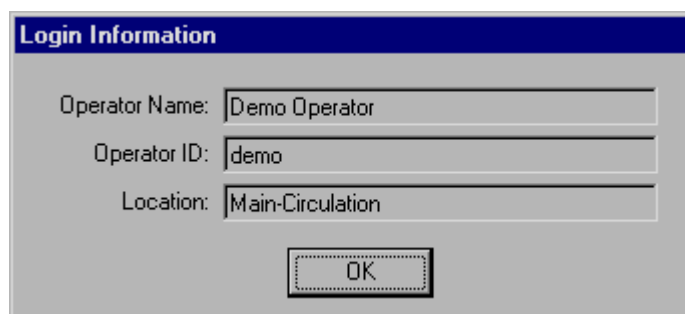 Login Information
Operator Name: Demo Operator
Operator ID: demo
Location: Main-Circulation
OK